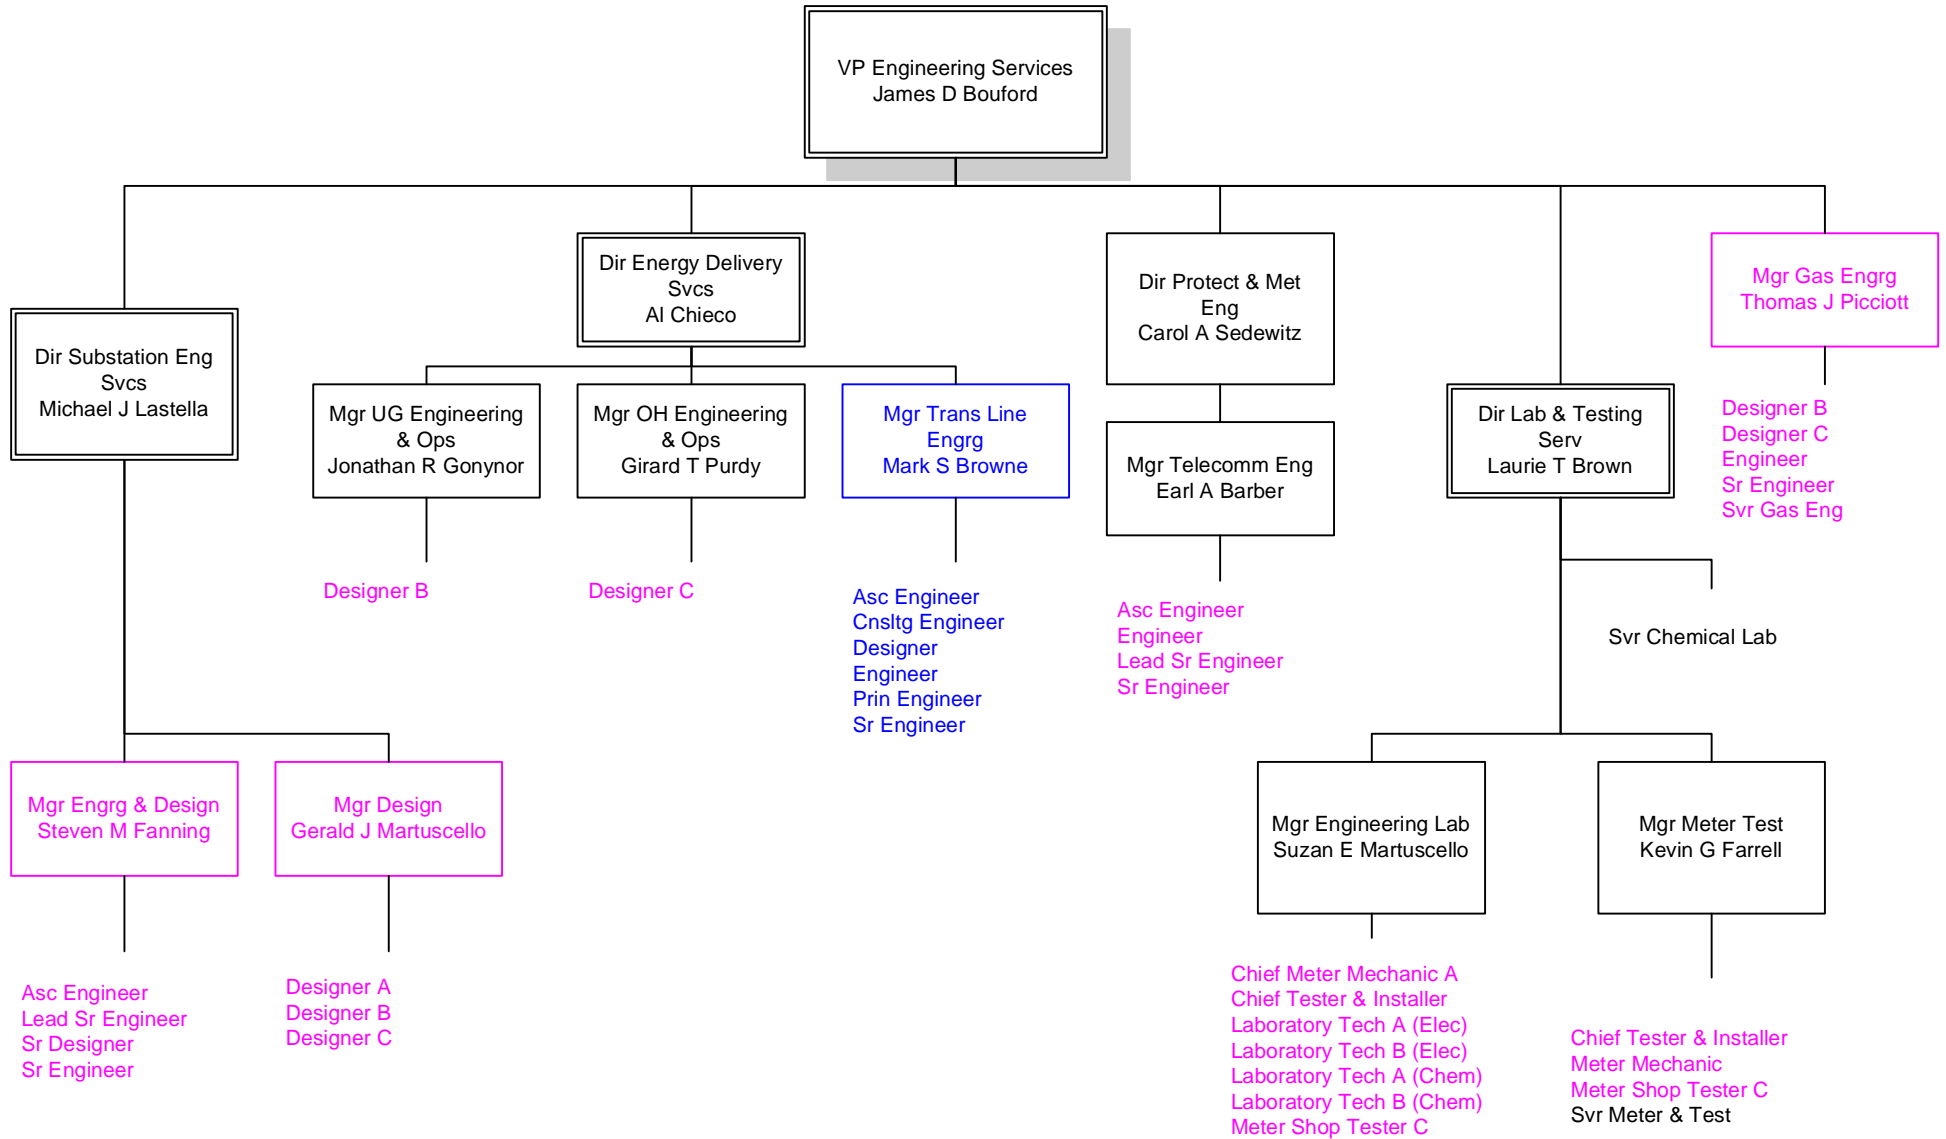 VP Engineering Services
James D Bouford
Dir Substation Eng
Svcs
Michael J Lastella
Dir Energy Delivery
Svcs
Al Chieco
Dir Protect & Met
Eng
Carol A Sedewitz
Dir Lab & Testing
Serv
Laurie T Brown
Mgr Gas Engrg
Thomas J Picciott
Designer B
Designer C
Engineer
Sr Engineer
Svr Gas Eng
Mgr UG Engineering
& Ops
Jonathan R Gonynor
Mgr OH Engineering
& Ops
Girard T Purdy
Mgr Trans Line
Engrg
Mark S Browne
Mgr Telecomm Eng
Earl A Barber
Designer B
Designer C
Asc Engineer
Cnsltg Engineer
Designer
Engineer
Prin Engineer
Sr Engineer
Asc Engineer
Engineer
Lead Sr Engineer
Sr Engineer
Svr Chemical Lab
Mgr Engrg & Design
Steven M Fanning
Mgr Design
Gerald J Martuscello
Mgr Engineering Lab
Suzan E Martuscello
Mgr Meter Test
Kevin G Farrell
Asc Engineer
Lead Sr Engineer
Sr Designer
Sr Engineer
Designer A
Designer B
Designer C
Chief Meter Mechanic A
Chief Tester & Installer
Laboratory Tech A (Elec)
Laboratory Tech B (Elec)
Laboratory Tech A (Chem)
Laboratory Tech B (Chem)
Meter Shop Tester C
Chief Tester & Installer
Meter Mechanic
Meter Shop Tester C
Svr Meter & Test